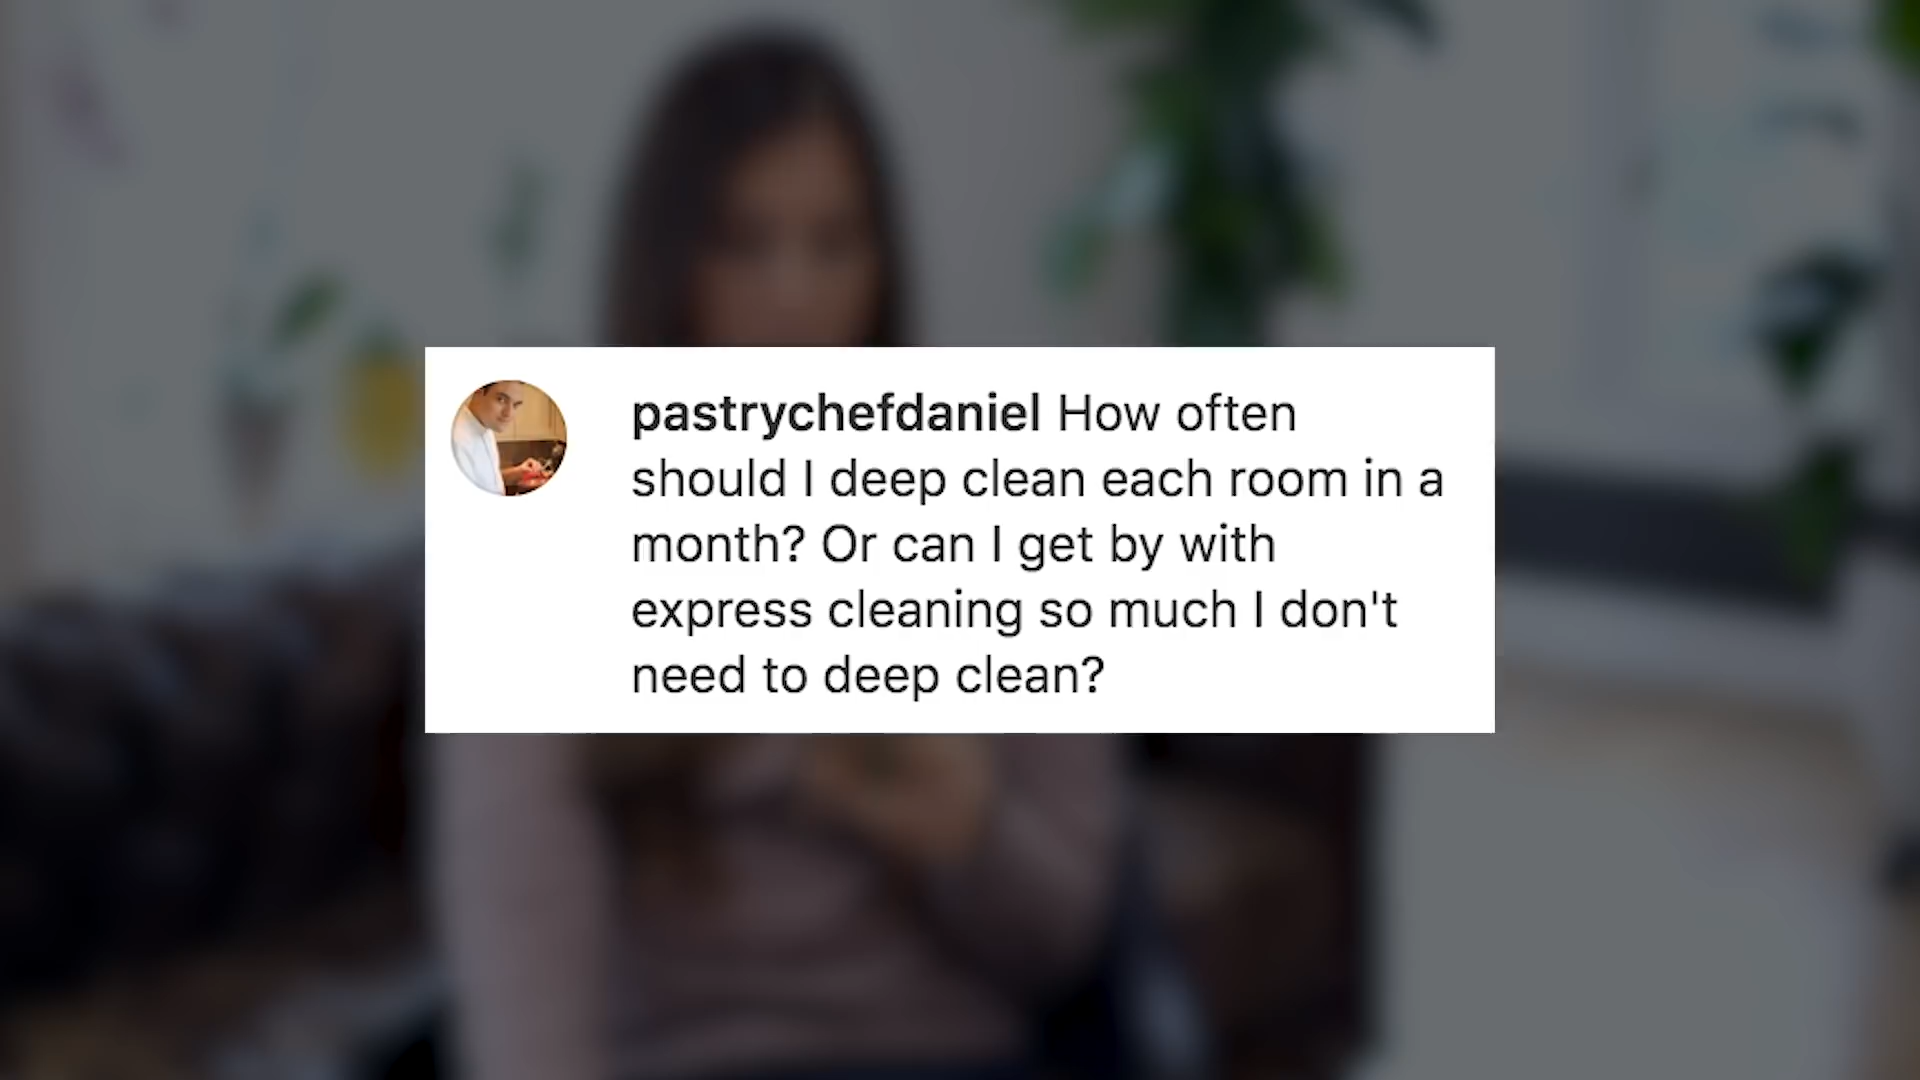 pastrychefdaniel How often
should I deep clean each room in a
month? Or can I get by with
express cleaning so much I don't
need to deep clean?